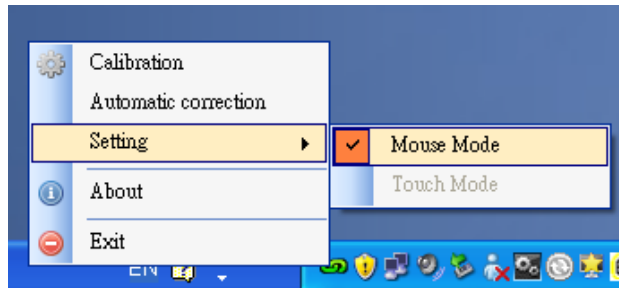 Calibration
Automatic correction
Setting
Mouse Mode
Touch Mode
About
Exit
EN